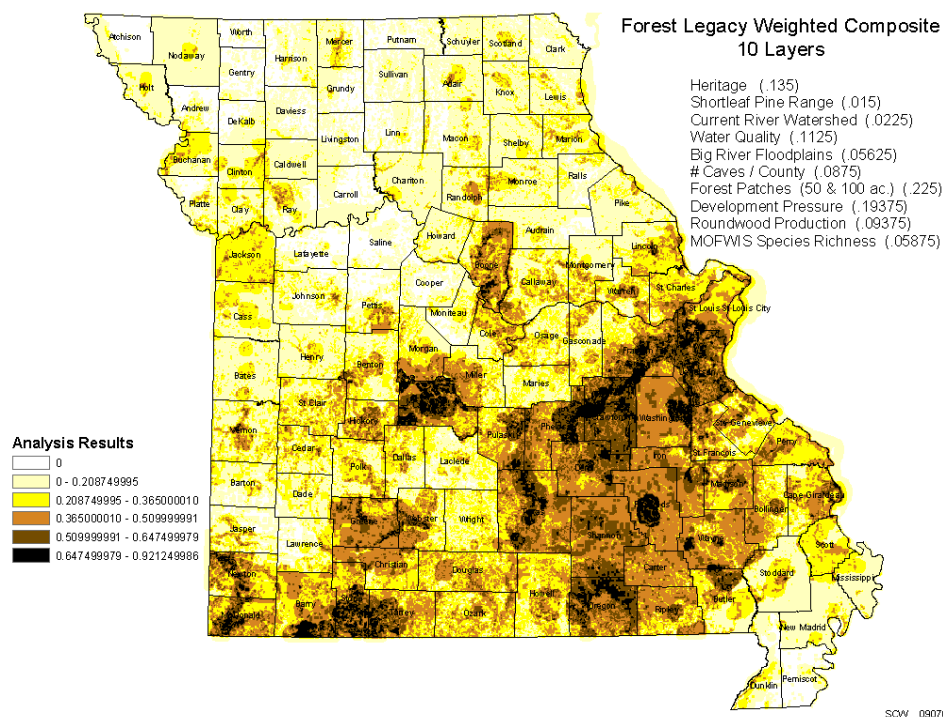 Forest Legacy Weighted Composite
10 Layers
Heritage (.135)
Shortleaf Pine Range (.015)
Current River Watershed (.0225)
Water Quality (.1125)
Big River Floodplains (.05625)
# Caves / County (.0875)
Forest Patches (50 & 100 ac.) (.225)
Development Pressure (.19375)
Roundwood Production (.09375)
MOFWIS Species Richness (.05875)
Atchison
Nodaway
Worth
Harrison
Mercer
Putnam
Schuyler
Scotland
Clark
Holt
Gentry
Sullivan
Adair
Knox
Lewis
Andrew
DeKalb
Daviess
Grundy
Livingston
Linn
Macon
Shelby
Marion
Buchanan
Clinton
Caldwell
Carroll
Chariton
Randolph
Monroe
Ralls
Platte
Clay
Ray
Pike
Jackson
Lafayette
Saline
Howard
Boone
Audrain
Lincoln
Cass
Johnson
Pettis
Cooper
Moniteau
Callaway
Montgomery
Warren
St. Charles
St. Louis
St. Louis City
Cole
Osage
Gasconade
Bates
Henry
Benton
Morgan
Miller
Maries
Vernon
St. Clair
Hickory
Pulaski
Phelps
Washington
Ste. Genevieve
Cedar
Polk
Dallas
Laclede
Dent
Iron
St. Francois
Perry
Barton
Dade
Madison
Bollinger
Cape Girardeau
Jasper
Lawrence
Greene
Webster
Wright
Shannon
Wayne
Scott
Newton
Christian
Douglas
Carter
Stoddard
Mississippi
McDonald
Barry
Taney
Ozark
Howell
Oregon
Ripley
Butler
New Madrid
Dunklin
Pemiscot
Analysis Results
0
0 - 0.208749995
0.208749995 - 0.365000010
0.365000010 - 0.509999991
0.509999991 - 0.647499979
0.647499979 - 0.921249986